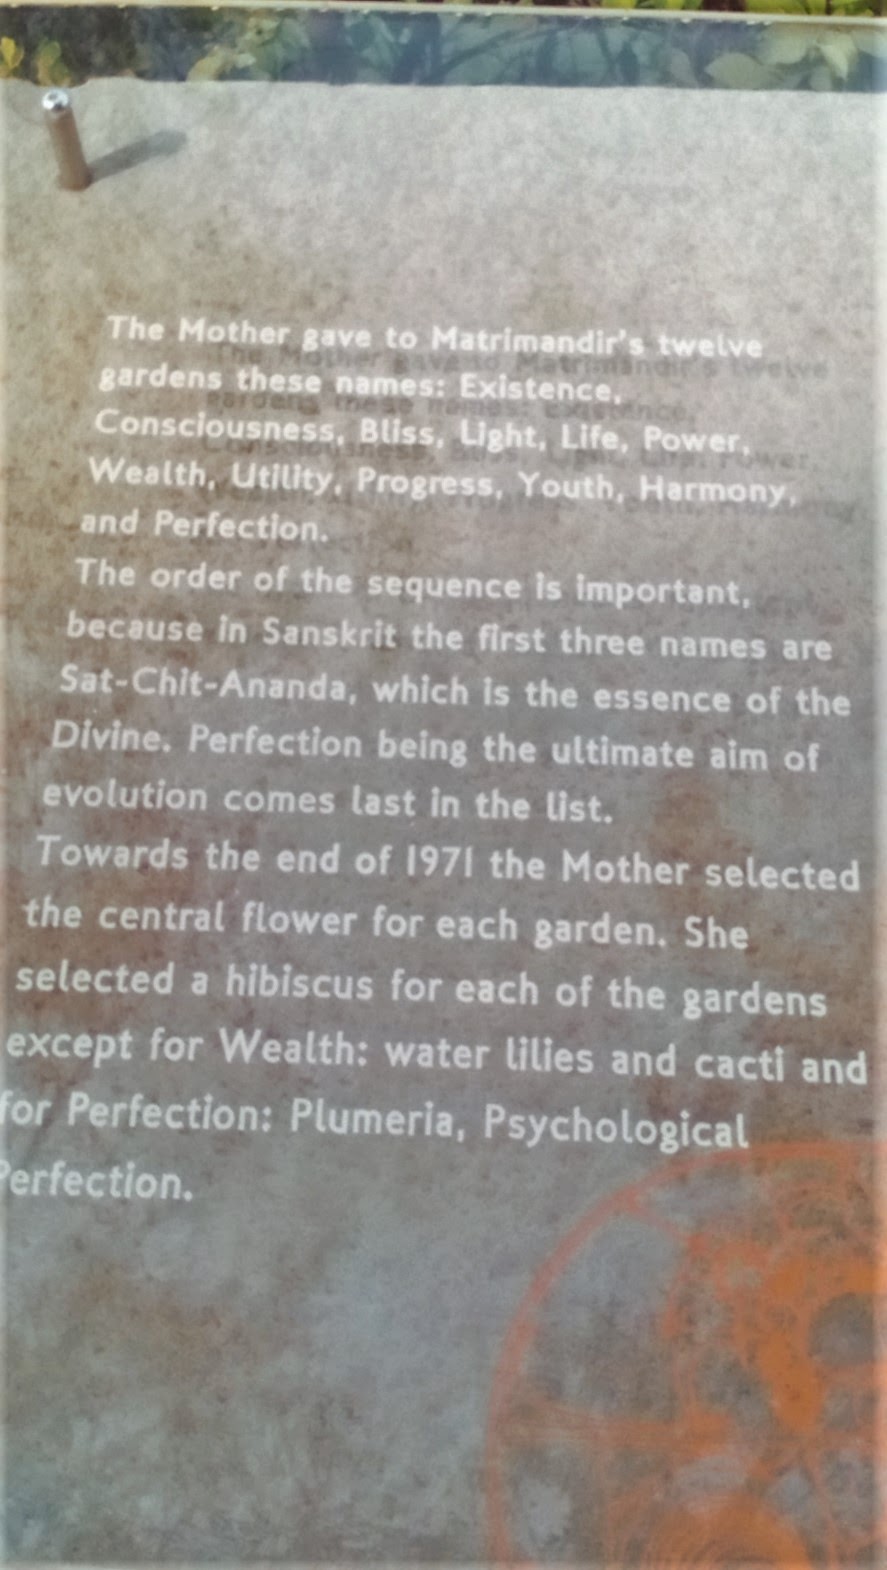 The Mother gave to Matrimandir's twelve
gardens these names: Existence,
Consciousness, Bliss, Light, Life, Power,
Wealth, Utility, Progress, Youth, Harmony,
and Perfection.
The order of the sequence is important,
because in Sanskrit the first three names are
Sat-Chit-Ananda, which is the essence of the
Divine. Perfection being the ultimate aim of
evolution comes last in the list.
Towards the end of 1971 the Mother selected
the central flower for each garden. She
selected a hibiscus for each of the gardens
except for Wealth: water lilies and cacti and
for Perfection: Plumeria, Psychological
Perfection.